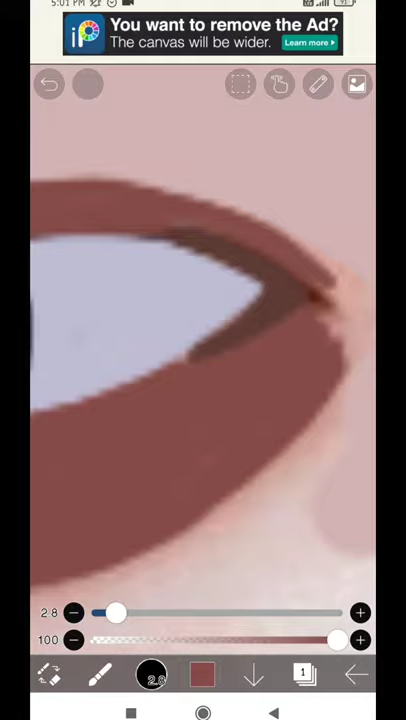 5:01 PM
iP
You want to remove the Ad?
The canvas will be wider.
Learn more
2.8
100
2.8
1